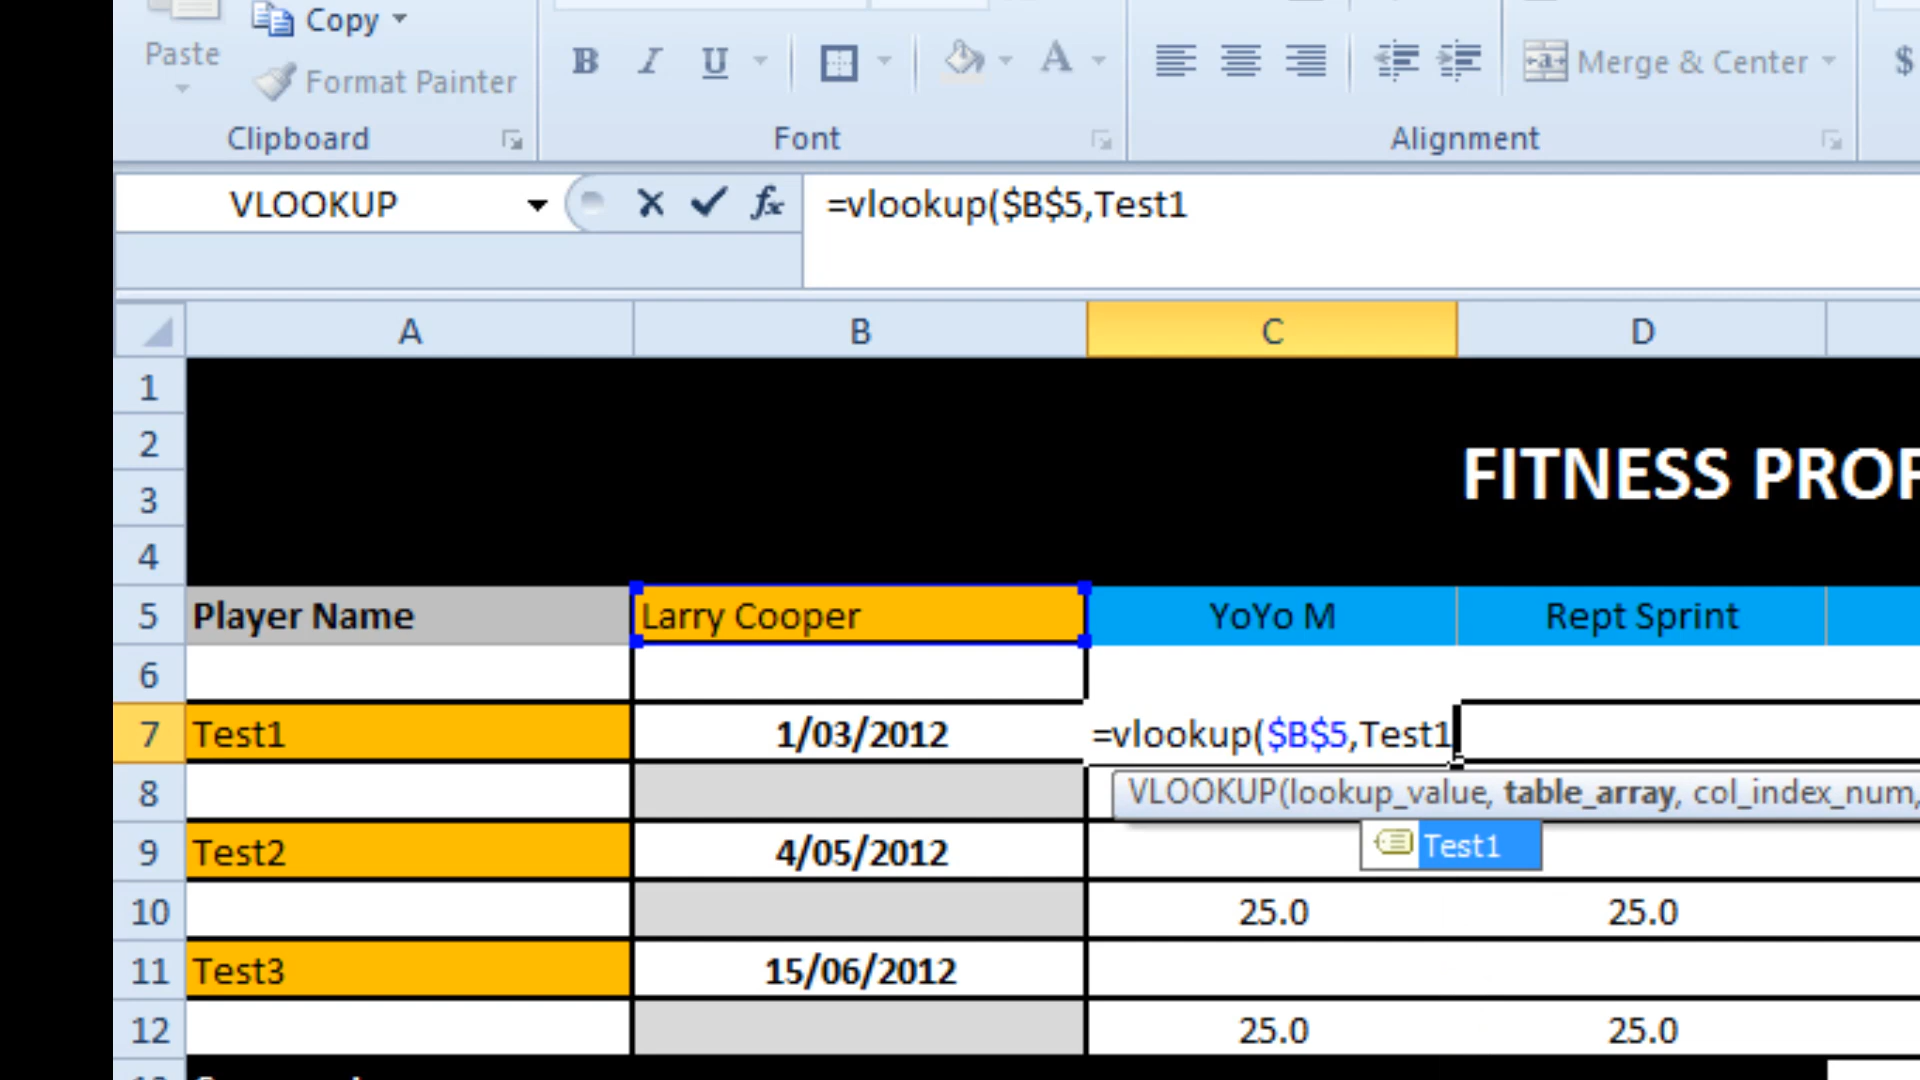 Copy
Paste
Format Painter
B I U A
Merge & Center $
Clipboard Font Alignment
VLOOKUP fx =vlookup($B$5,Test1
A B C D
1
2 FITNESS PROF
3
4
5 Player Name Larry Cooper YoYo M Rept Sprint
6
7 Test1 1/03/2012 =vlookup($B$5,Test1
8 VLOOKUP(lookup_value, table_array, col_index_num,
Test1
9 Test2 4/05/2012
10 25.0 25.0
11 Test3 15/06/2012
12 25.0 25.0